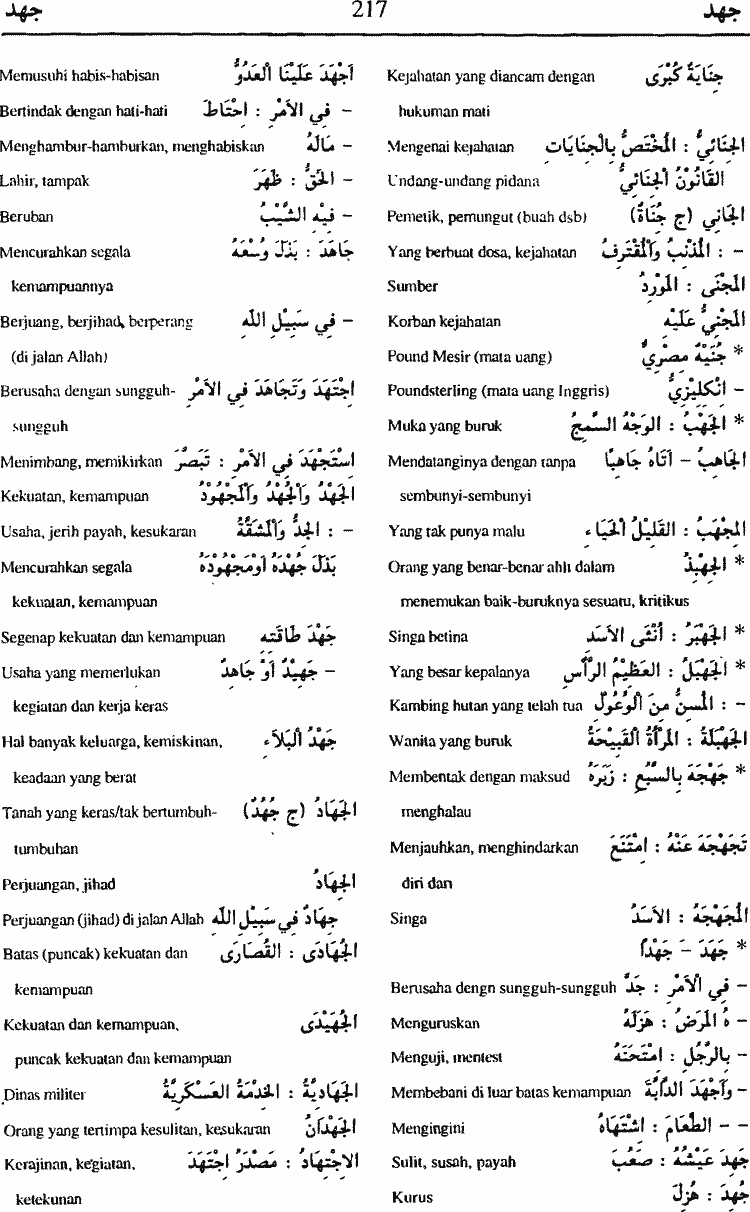 جهد 217 جهد
جِنَايَةٌ كُبْرَى Kejahatan yang diancam dengan
hukuman mati
الجِنَائِيُّ : المُخْتَصُّ بِالْجِنَايَاتِ Mengenai kejahatan
القَانُوْنُ الْجِنَائِيُّ Undang-undang pidana
الجَانِي (ج جُنَاةٌ) Pemetik, pemungut (buah dsb)
- : المُذْنِبُ وَالْمُقْتَرِفُ Yang berbuat dosa, kejahatan
المَجْنَى : المَوْرِدُ Sumber
المَجْنِيُّ عَلَيْهِ Korban kejahatan
* جُنَيْهٌ مِصْرِيٌّ Pound Mesir (mata uang)
- اِنْكِلِيْزِيٌّ Poundsterling (mata uang Inggris)
* الجَهْبُ : الوَجْهُ السَّمِجُ Muka yang buruk
الجَاهِبُ - أَتَاهُ جَاهِبًا Mendatanginya dengan tanpa
sembunyi-sembunyi
المِجْهَبُ : القَلِيْلُ الْحَيَاءِ Yang tak punya malu
* الجِهْبِذُ Orang yang benar-benar ahli dalam
menemukan baik-buruknya sesuatu, kritikus
* الجَهْبَرُ : أُنْثَى الأَسَدِ Singa betina
* الجَهْبَلُ : العَظِيْمُ الرَّأْسِ Yang besar kepalanya
- : المُسِنُّ مِنَ الْوُعُوْلِ Kambing hutan yang telah tua
الجَهْبَلَةُ : المَرْأَةُ الْقَبِيْحَةُ Wanita yang buruk
* جَهْجَهَ بِالسَّبُعِ : زَبَرَهُ Membentak dengan maksud
menghalau
تَجَهْجَهَ عَنْهُ : امْتَنَعَ Menjauhkan, menghindarkan
diri dari
المُجَهْجَهُ : الأَسَدُ Singa
* جَهَدَ - جَهْدًا
- فِي الأَمْرِ : جَدَّ Berusaha dengn sungguh-sungguh
- هُ الْمَرَضُ : هَزَلَهُ Menguruskan
- بِالرَّجُلِ : امْتَحَنَهُ Menguji, mentest
- وَأَجْهَدَ الدَّابَّةَ Membebani di luar batas kemampuan
- - الطَّعَامَ : اشْتَهَاهُ Mengingini
جَهِدَ عَيْشُهُ : صَعُبَ Sulit, susah, payah
جُهِدَ : هُزِلَ Kurus
أَجْهَدَ عَلَيْنَا الْعَدُوُّ Memusuhi habis-habisan
- فِي الأَمْرِ : احْتَاطَ Bertindak dengan hati-hati
- مَالَهُ Menghambur-hamburkan, menghabiskan
- الحَقُّ : ظَهَرَ Lahir, tampak
- فِيْهِ الشَّيْبُ Beruban
جَاهَدَ : بَذَلَ وُسْعَهُ Mencurahkan segala
kemampuannya
- فِي سَبِيْلِ اللّهِ Berjuang, berjihad, berperang
(di jalan Allah)
اجْتَهَدَ وَتَجَاهَدَ فِي الأَمْرِ Berusaha dengan sungguh-
sungguh
اسْتَجْهَدَ فِي الأَمْرِ : تَبَصَّرَ Menimbang, memikirkan
الجَهْدُ وَالْجُهْدُ وَالْمَجْهُوْدُ Kekuatan, kemampuan
- : الجِدُّ وَالْمَشَقَّةُ Usaha, jerih payah, kesukaran
بَذَلَ جُهْدَهُ أَوْمَجْهُوْدَهُ Mencurahkan segala
kekuatan, kemampuan
جَهْدَ طَاقَتِهِ Segenap kekuatan dan kemampuan
- جَهِيْدٌ أَوْ جَاهِدٌ Usaha yang memerlukan
kegiatan dan kerja keras
جَهْدُ الْبَلاَءِ Hal banyak keluarga, kemiskinan,
keadaan yang berat
الجَهَادُ (ج جُهُدٌ) Tanah yang keras/tak bertumbuh-
tumbuhan
الجِهَادُ Perjuangan, jihad
جِهَادٌ فِي سَبِيْلِ اللّهِ Perjuangan (jihad) di jalan Allah
الجُهَادَى : القُصَارَى Batas (puncak) kekuatan dan
kemampuan
الجُهَيْدَى Kekuatan dan kemampuan,
puncak kekuatan dan kemampuan
الجِهَادِيَّةُ : الخِدْمَةُ العَسْكَرِيَّةُ Dinas militer
الجَهْدَانُ Orang yang tertimpa kesulitan, kesukaran
الاِجْتِهَادُ : مَصْدَرُ اجْتَهَدَ Kerajinan, kegiatan,
ketekunan